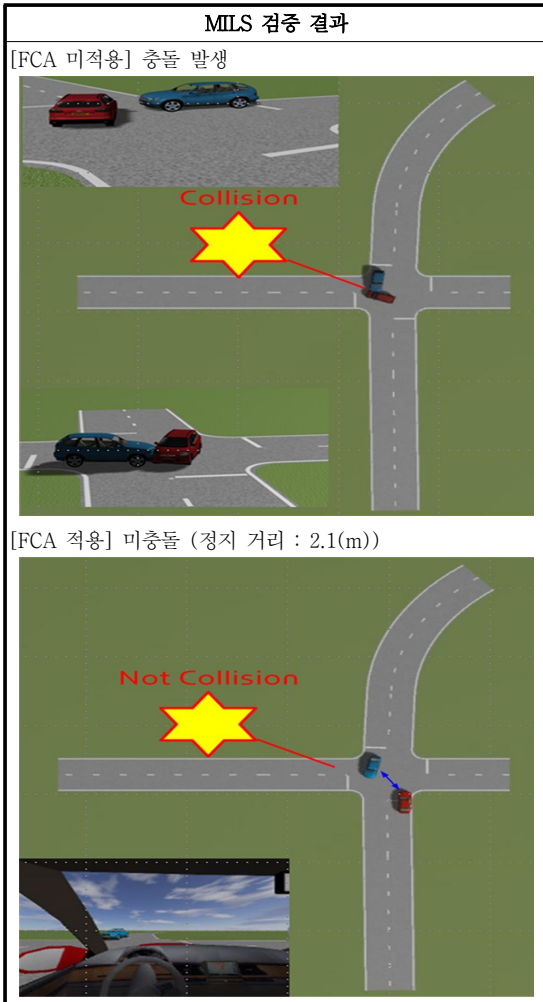 MILS 검증 결과
[FCA 미적용] 충돌 발생
Collision
[FCA 적용] 미충돌 (정지 거리 : 2.1(m))
Not Collision